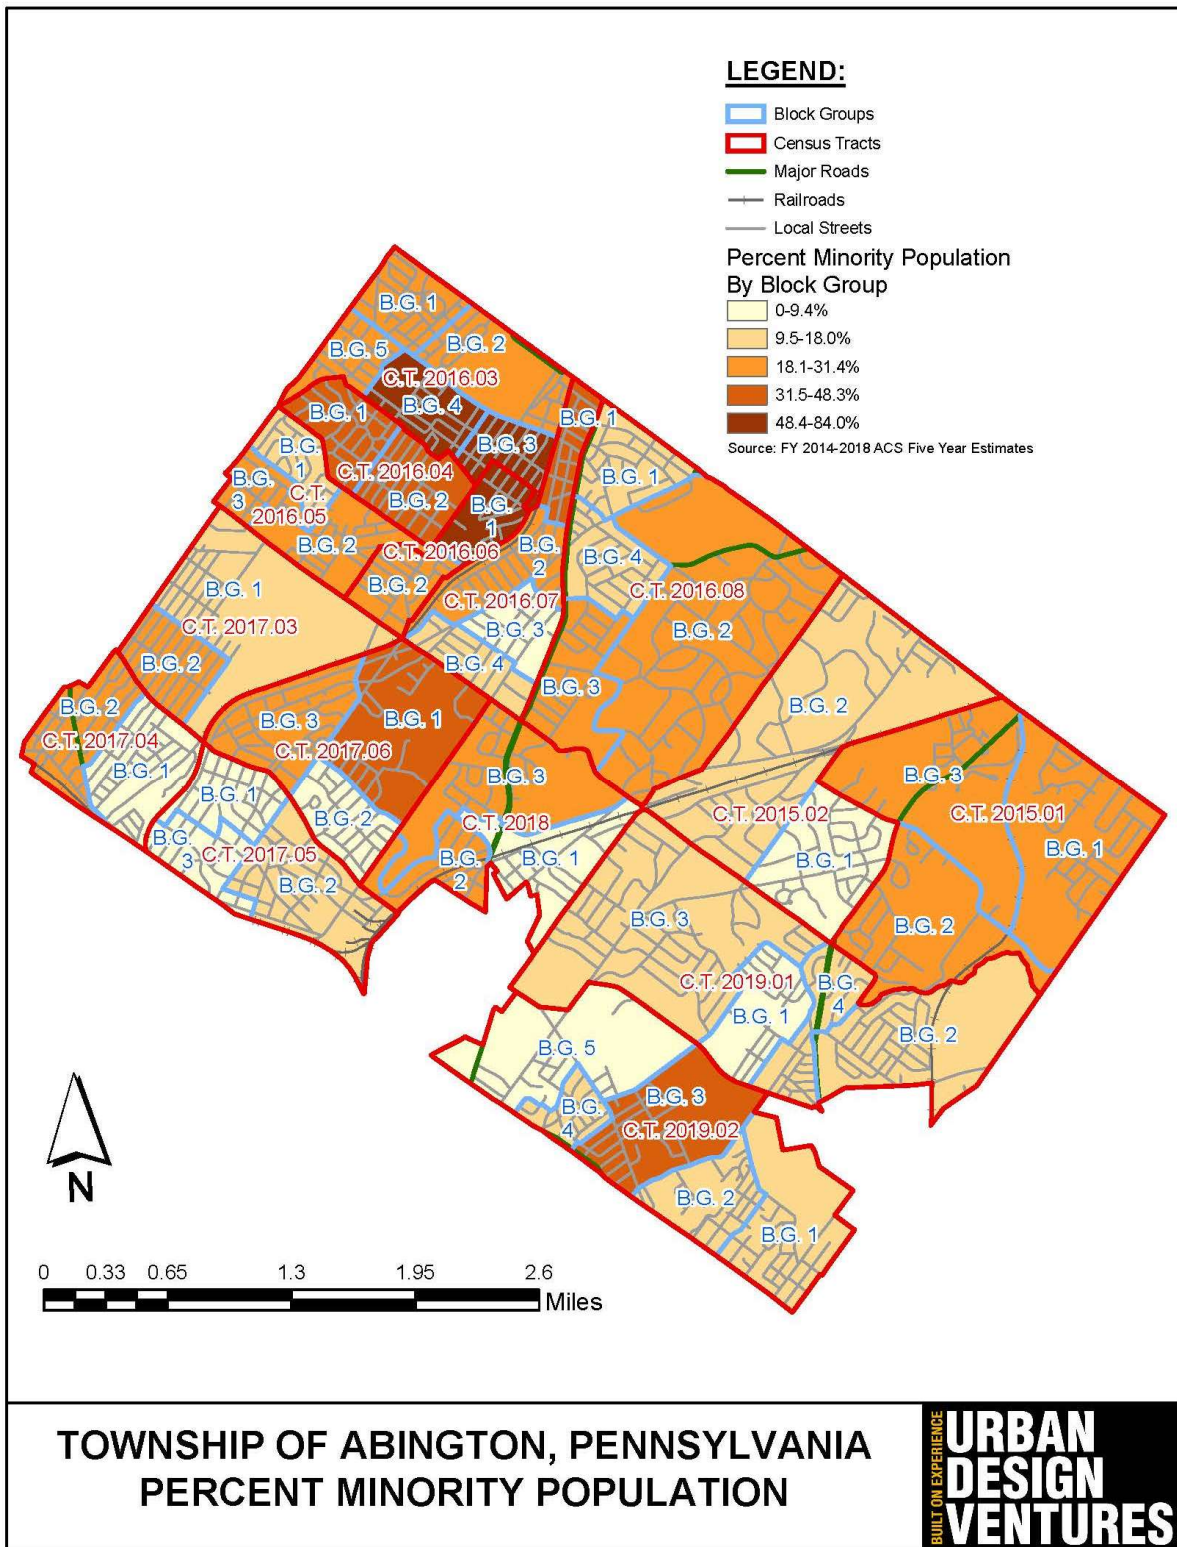 LEGEND:
Block Groups
Census Tracts
Major Roads
Railroads
Local Streets
Percent Minority Population
By Block Group
0-9.4%
9.5-18.0%
18.1-31.4%
31.5-48.3%
48.4-84.0%
Source: FY 2014-2018 ACS Five Year Estimates
B.G. 1
B.G. 2
B.G. 5
C.T. 2016.03
B.G. 4
B.G. 1
B.G. 1
B.G. 3
B.G. 1
B.G.
1
C.T. 2016.04
B.G.
3
C.T.
2016.05
B.G. 2
B.G.
1
B.G. 2
C.T. 2016.06
B.G.
2
B.G. 4
B.G. 2
C.T. 2016.07
C.T. 2016.08
B.G. 1
C.T. 2017.03
B.G. 3
B.G. 2
B.G. 2
B.G. 4
B.G. 3
B.G. 2
B.G. 2
B.G. 3
B.G. 1
C.T. 2017.04
C.T. 2017.06
B.G. 1
B.G. 3
B.G. 3
B.G. 1
B.G. 2
C.T. 2018
C.T. 2015.02
C.T. 2015.01
B.G.
3
C.T. 2017.05
B.G.
2
B.G. 1
B.G. 1
B.G. 1
B.G. 2
B.G. 3
B.G. 2
C.T. 2019.01
B.G.
4
B.G. 1
B.G. 2
B.G. 5
B.G. 3
B.G.
4
C.T. 2019.02
B.G. 2
B.G. 1
N
0 0.33 0.65 1.3 1.95 2.6
Miles
TOWNSHIP OF ABINGTON, PENNSYLVANIA
PERCENT MINORITY POPULATION
BUILT ON EXPERIENCE
URBAN
DESIGN
VENTURES